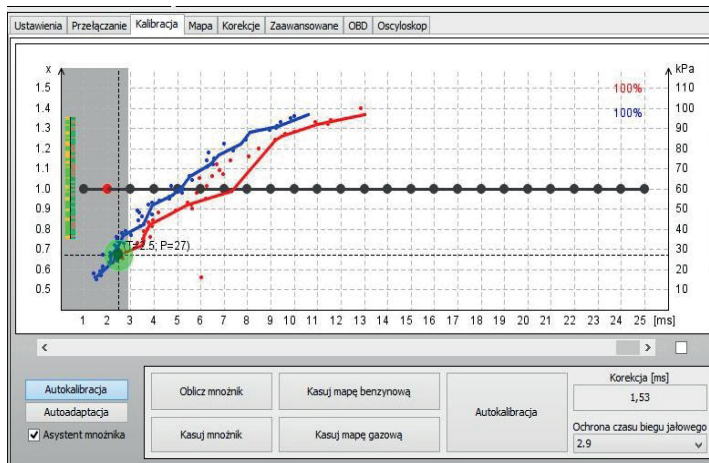 Ustawienia Przełączanie Kalibracja Mapa Korekcje Zaawansowane OBD Oscyloskop
x kPa
1.5 100% 110
1.4 100
1.3 100% 90
1.2 80
1.1 70
1.0 60
0.9 50
0.8 40
0.7 (T=2.5; P=27) 30
0.6 20
0.5 10
1 2 3 4 5 6 7 8 9 10 11 12 13 14 15 16 17 18 19 20 21 22 23 24 25 [ms]
Autokalibracja
Autoadaptacja
Asystent mnożnika
Oblicz mnożnik
Kasuj mapę benzynową
Kasuj mnożnik
Kasuj mapę gazową
Autokalibracja
Korekcja [ms]
1,53
Ochrona czasu biegu jałowego
2.9